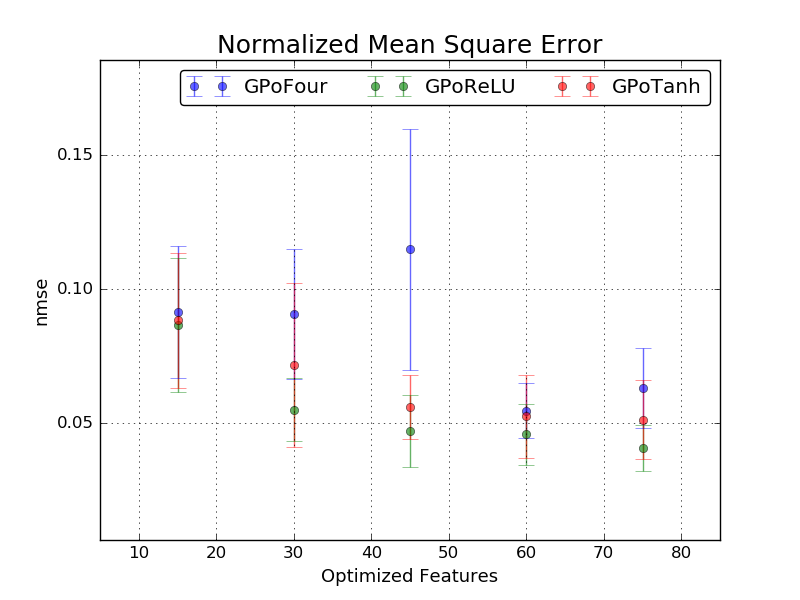 Normalized Mean Square Error
GPoFour GPoReLU GPoTanh
0.15
0.10
0.05
nmse
10 20 30 40 50 60 70 80
Optimized Features